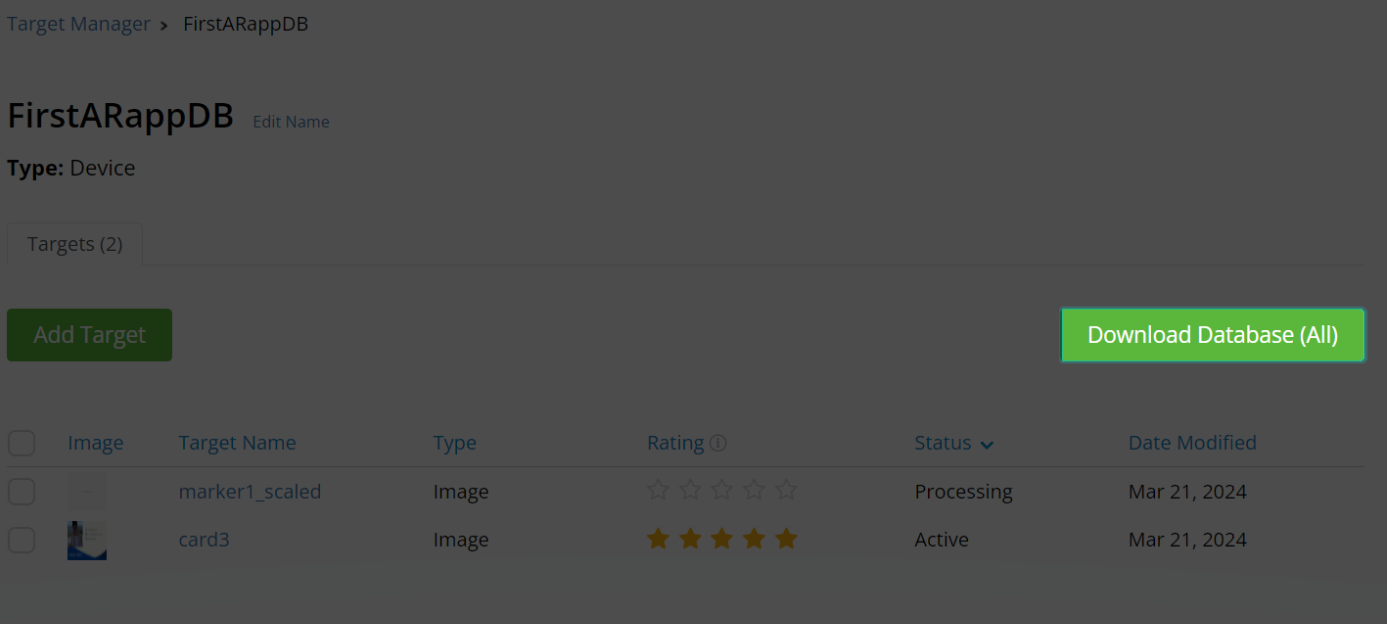 Target Manager > FirstARappDB
FirstARappDB Edit Name
Type: Device
Targets (2)
Add Target Download Database (All)
Image Target Name Type Rating Status Date Modified
marker1_scaled Image Processing Mar 21, 2024
card3 Image Active Mar 21, 2024